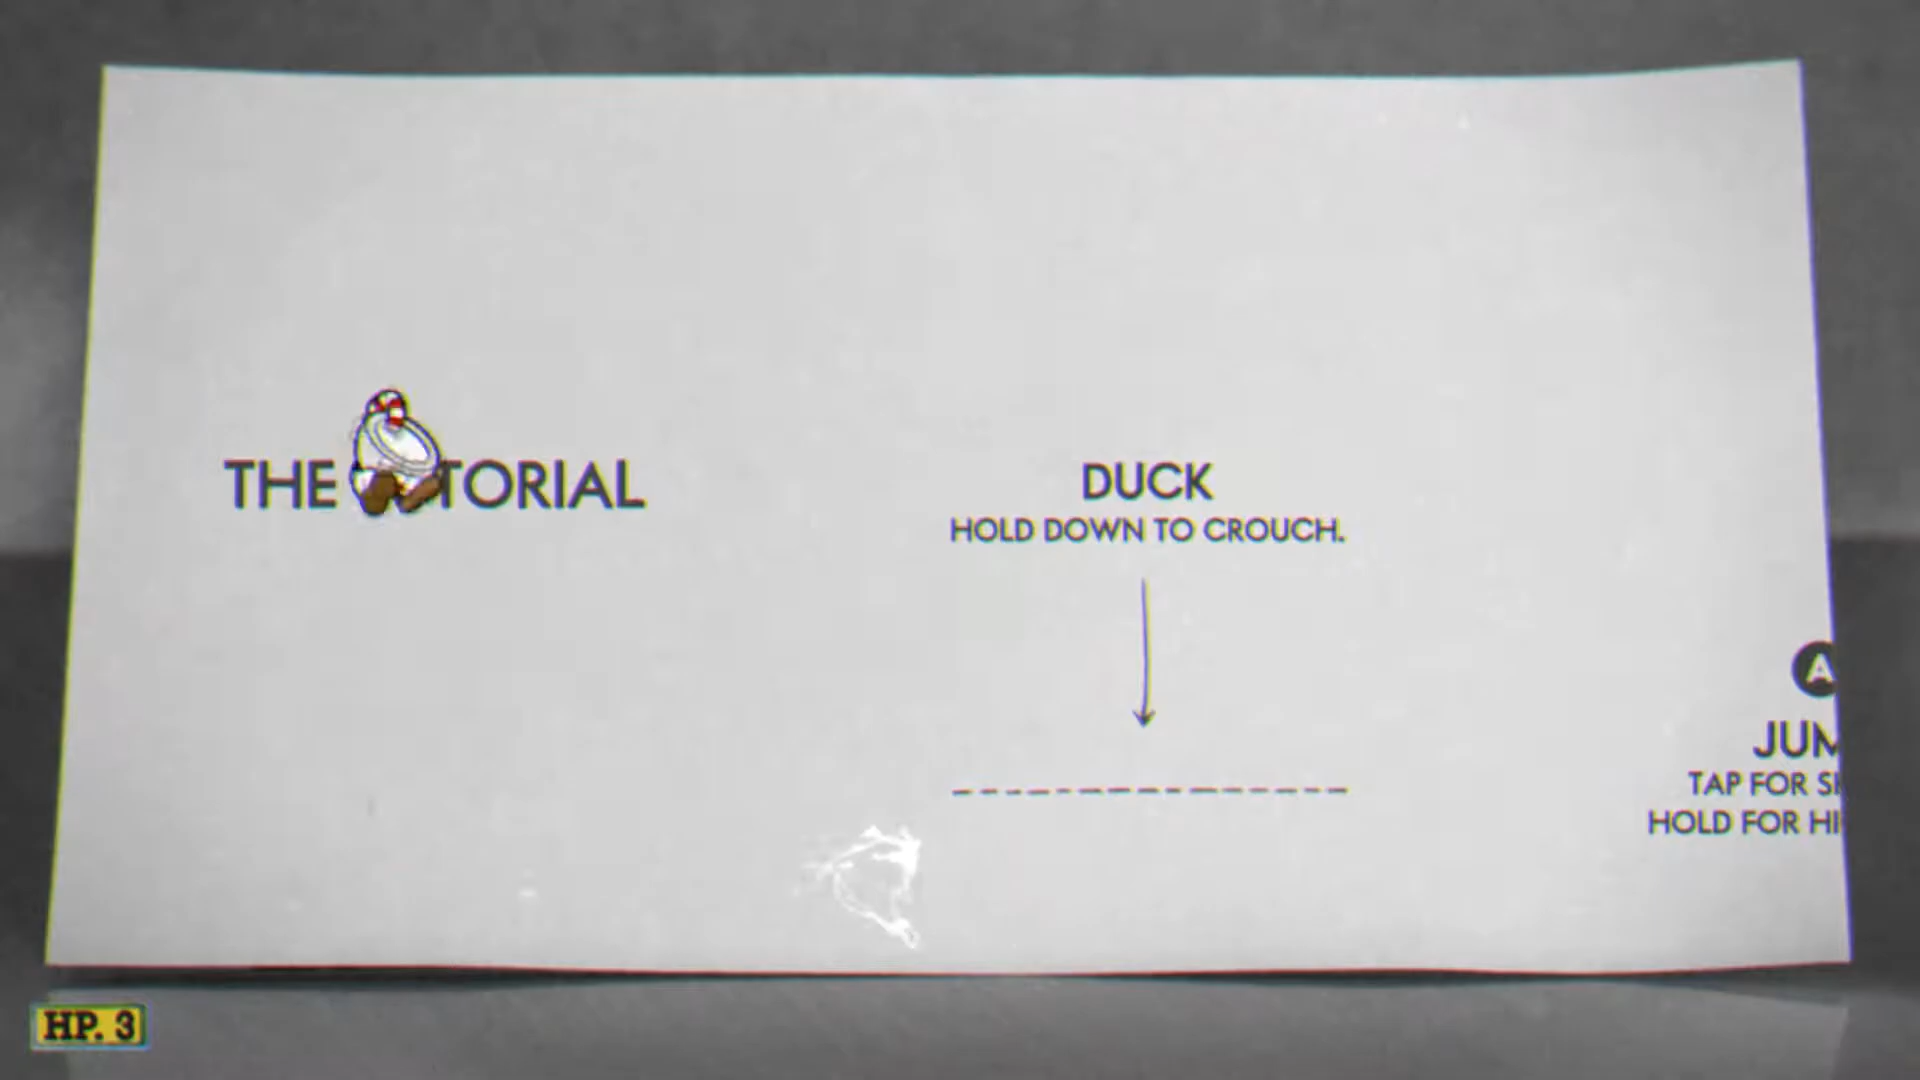 THE TORIAL
DUCK
HOLD DOWN TO CROUCH.
A
JUM
TAP FOR S
HOLD FOR HI
HP. 3